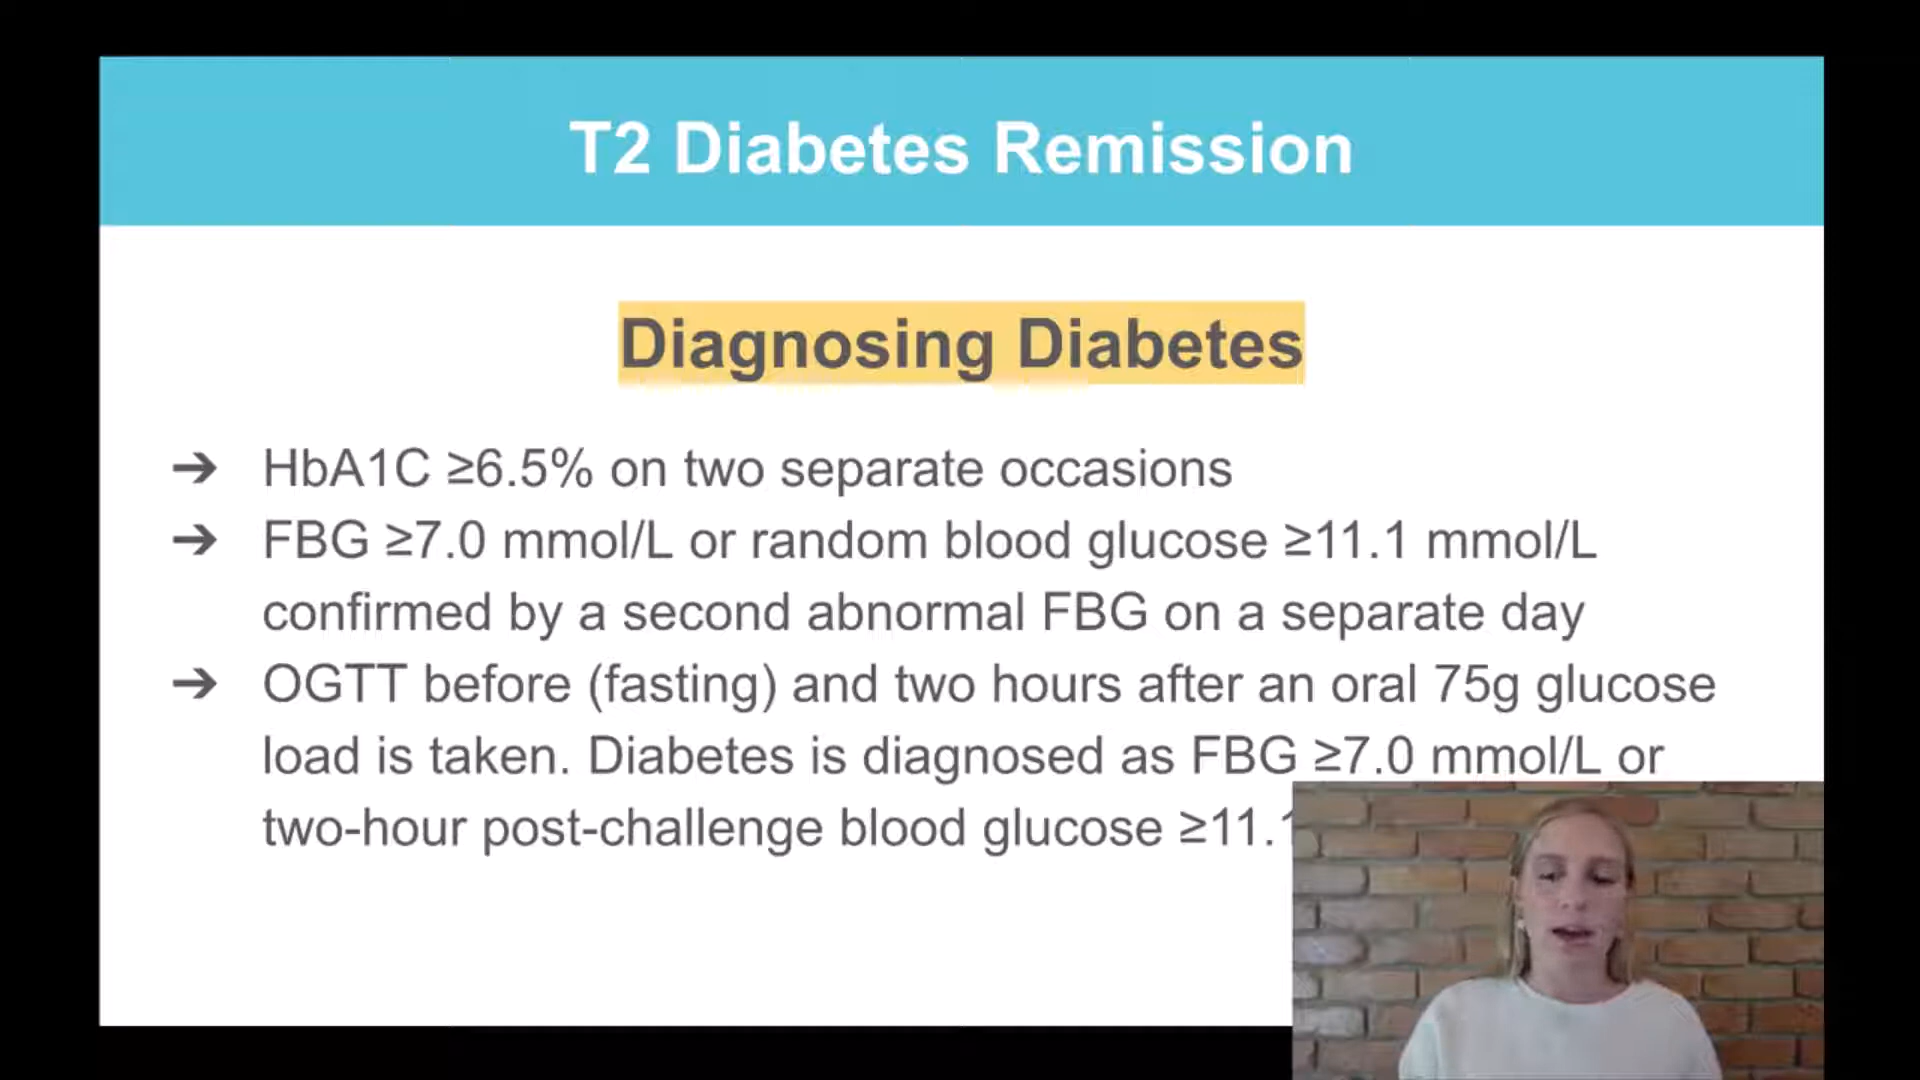 T2 Diabetes Remission
Diagnosing Diabetes
➔ HbA1C ≥6.5% on two separate occasions
➔ FBG ≥7.0 mmol/L or random blood glucose ≥11.1 mmol/L
confirmed by a second abnormal FBG on a separate day
➔ OGTT before (fasting) and two hours after an oral 75g glucose
load is taken. Diabetes is diagnosed as FBG ≥7.0 mmol/L or
two-hour post-challenge blood glucose ≥11.1